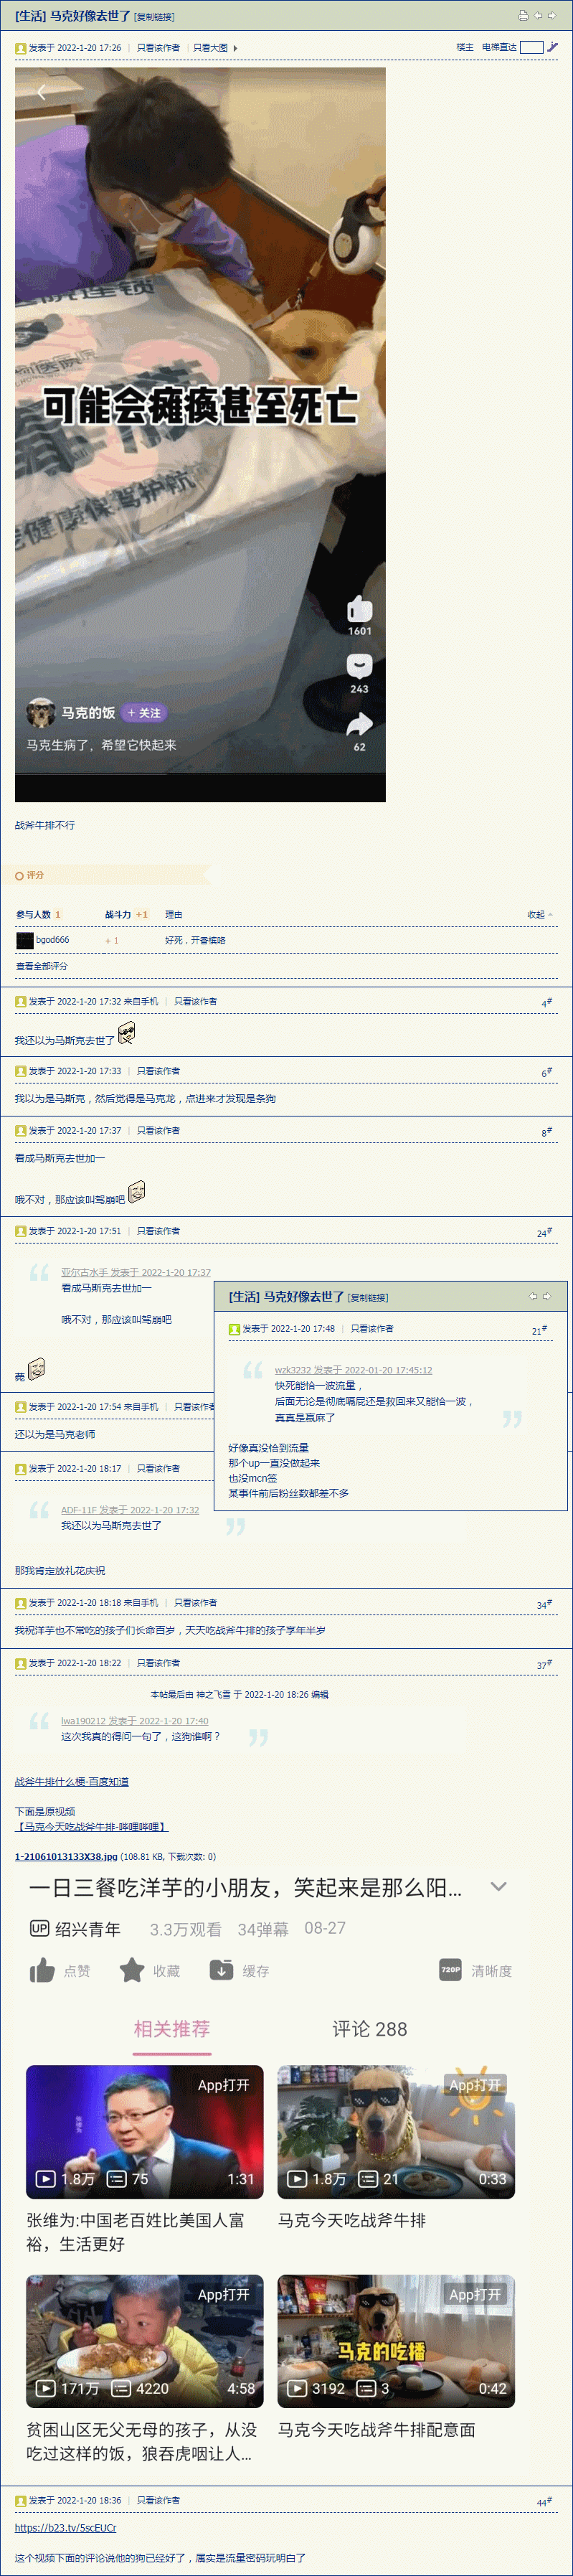 [生活] 马克好像去世了 [复制链接]
发表于 2022-1-20 17:26 | 只看该作者 | 只看大图
楼主 电梯直达
可能会瘫痪甚至死亡
能健康保驾护航
1601
243
62
马克的饭 + 关注
马克生病了，希望它快起来
战斧牛排不行
评分
参与人数 1 战斗力 +1 理由 收起
bgod666 + 1 好死，开香槟咯
查看全部评分
发表于 2022-1-20 17:32 来自手机 | 只看该作者 4#
我还以为马斯克去世了
发表于 2022-1-20 17:33 | 只看该作者 6#
我以为是马斯克，然后觉得是马克龙，点进来才发现是条狗
发表于 2022-1-20 17:37 | 只看该作者 8#
看成马斯克去世加一
哦不对，那应该叫驾崩吧
发表于 2022-1-20 17:51 | 只看该作者 24#
亚尔古水手 发表于 2022-1-20 17:37
看成马斯克去世加一
哦不对，那应该叫驾崩吧
薨
[生活] 马克好像去世了 [复制链接]
发表于 2022-1-20 17:48 | 只看该作者 21#
wzk3232 发表于 2022-01-20 17:45:12
快死能恰一波流量，
后面无论是彻底嗝屁还是救回来又能恰一波，
真真是赢麻了
好像真没恰到流量
那个up一直没做起来
也没mcn签
某事件前后粉丝数都差不多
发表于 2022-1-20 17:54 来自手机 | 只看该作者
还以为是马克老师
发表于 2022-1-20 18:17 | 只看该作者
ADF-11F 发表于 2022-1-20 17:32
我还以为马斯克去世了
那我肯定放礼花庆祝
发表于 2022-1-20 18:18 来自手机 | 只看该作者 34#
我祝洋芋也不常吃的孩子们长命百岁，天天吃战斧牛排的孩子享年半岁
发表于 2022-1-20 18:22 | 只看该作者 37#
本帖最后由 神之飞雪 于 2022-1-20 18:26 编辑
lwa190212 发表于 2022-1-20 17:40
这次我真的得问一句了，这狗谁啊？
战斧牛排什么梗-百度知道
下面是原视频
【马克今天吃战斧牛排-哔哩哔哩】
1-21061013133X38.jpg (108.81 KB, 下载次数: 0)
一日三餐吃洋芋的小朋友，笑起来是那么阳...
UP 绍兴青年 3.3万观看 34弹幕 08-27
点赞 收藏 缓存 720P 清晰度
相关推荐 评论 288
App打开 App打开
1.8万 75 1:31 1.8万 21 0:33
张维为:中国老百姓比美国人富裕，生活更好
马克今天吃战斧牛排
App打开 App打开
马克的吃播
171万 4220 4:58 3192 3 0:42
贫困山区无父无母的孩子，从没吃过这样的饭，狼吞虎咽让人...
马克今天吃战斧牛排配意面
发表于 2022-1-20 18:36 | 只看该作者 44#
https://b23.tv/5scEUCr
这个视频下面的评论说他的狗已经好了，属实是流量密码玩明白了